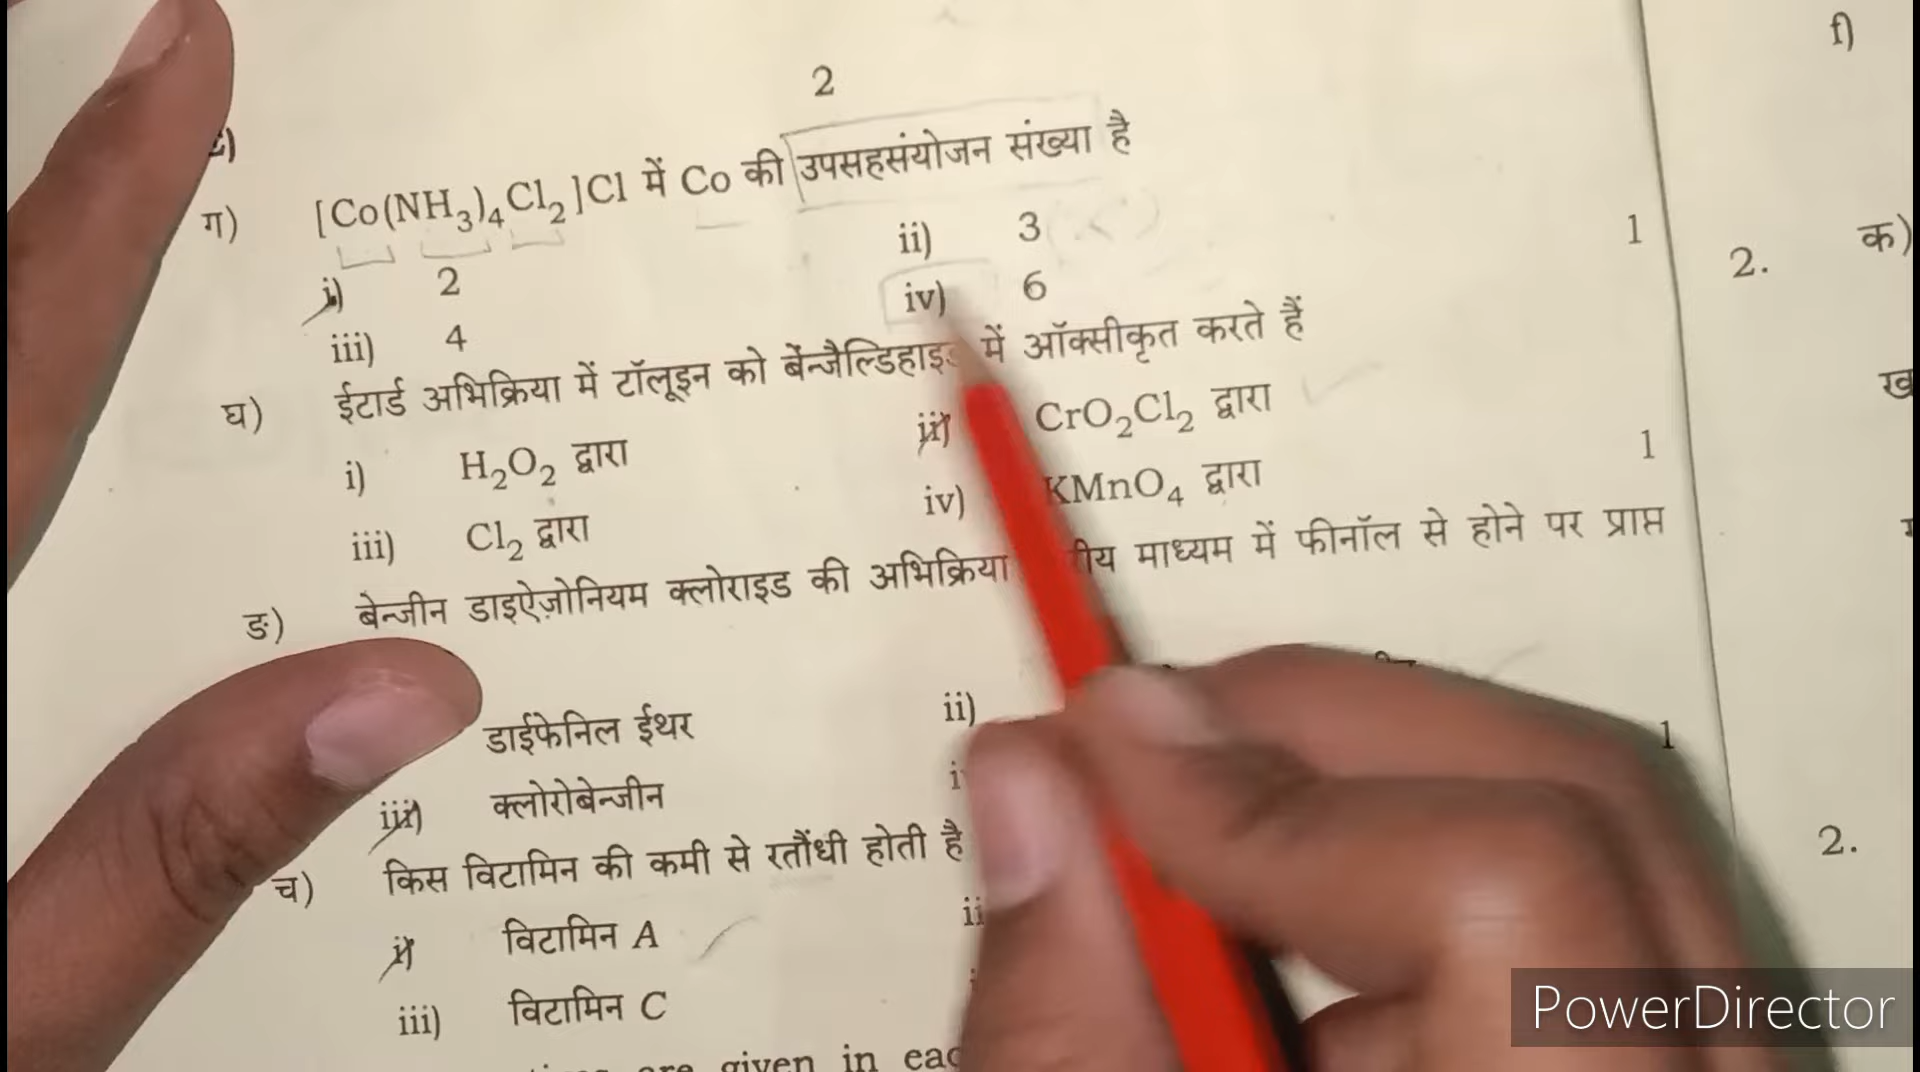 2
f)
ग) [Co(NH₃)₄Cl₂]Cl में Co की उपसहसंयोजन संख्या है
i) 2 ii) 3 1
iii) 4 iv) 6
2. क)
घ) ईटार्ड अभिक्रिया में टॉलूइन को बेंन्जैल्डिहाइड में ऑक्सीकृत करते हैं
i) H₂O₂ द्वारा ii) CrO₂Cl₂ द्वारा
ख
iii) Cl₂ द्वारा iv) KMnO₄ द्वारा 1
ङ) बेन्जीन डाइऐज़ोनियम क्लोराइड की अभिक्रिया माध्यम में फीनॉल से होने पर प्राप्त
डाईफेनिल ईथर ii)
iii) क्लोरोबेन्जीन 1
च) किस विटामिन की कमी से रतौंधी होती है
2.
i) विटामिन A
iii) विटामिन C
are given in
PowerDirector